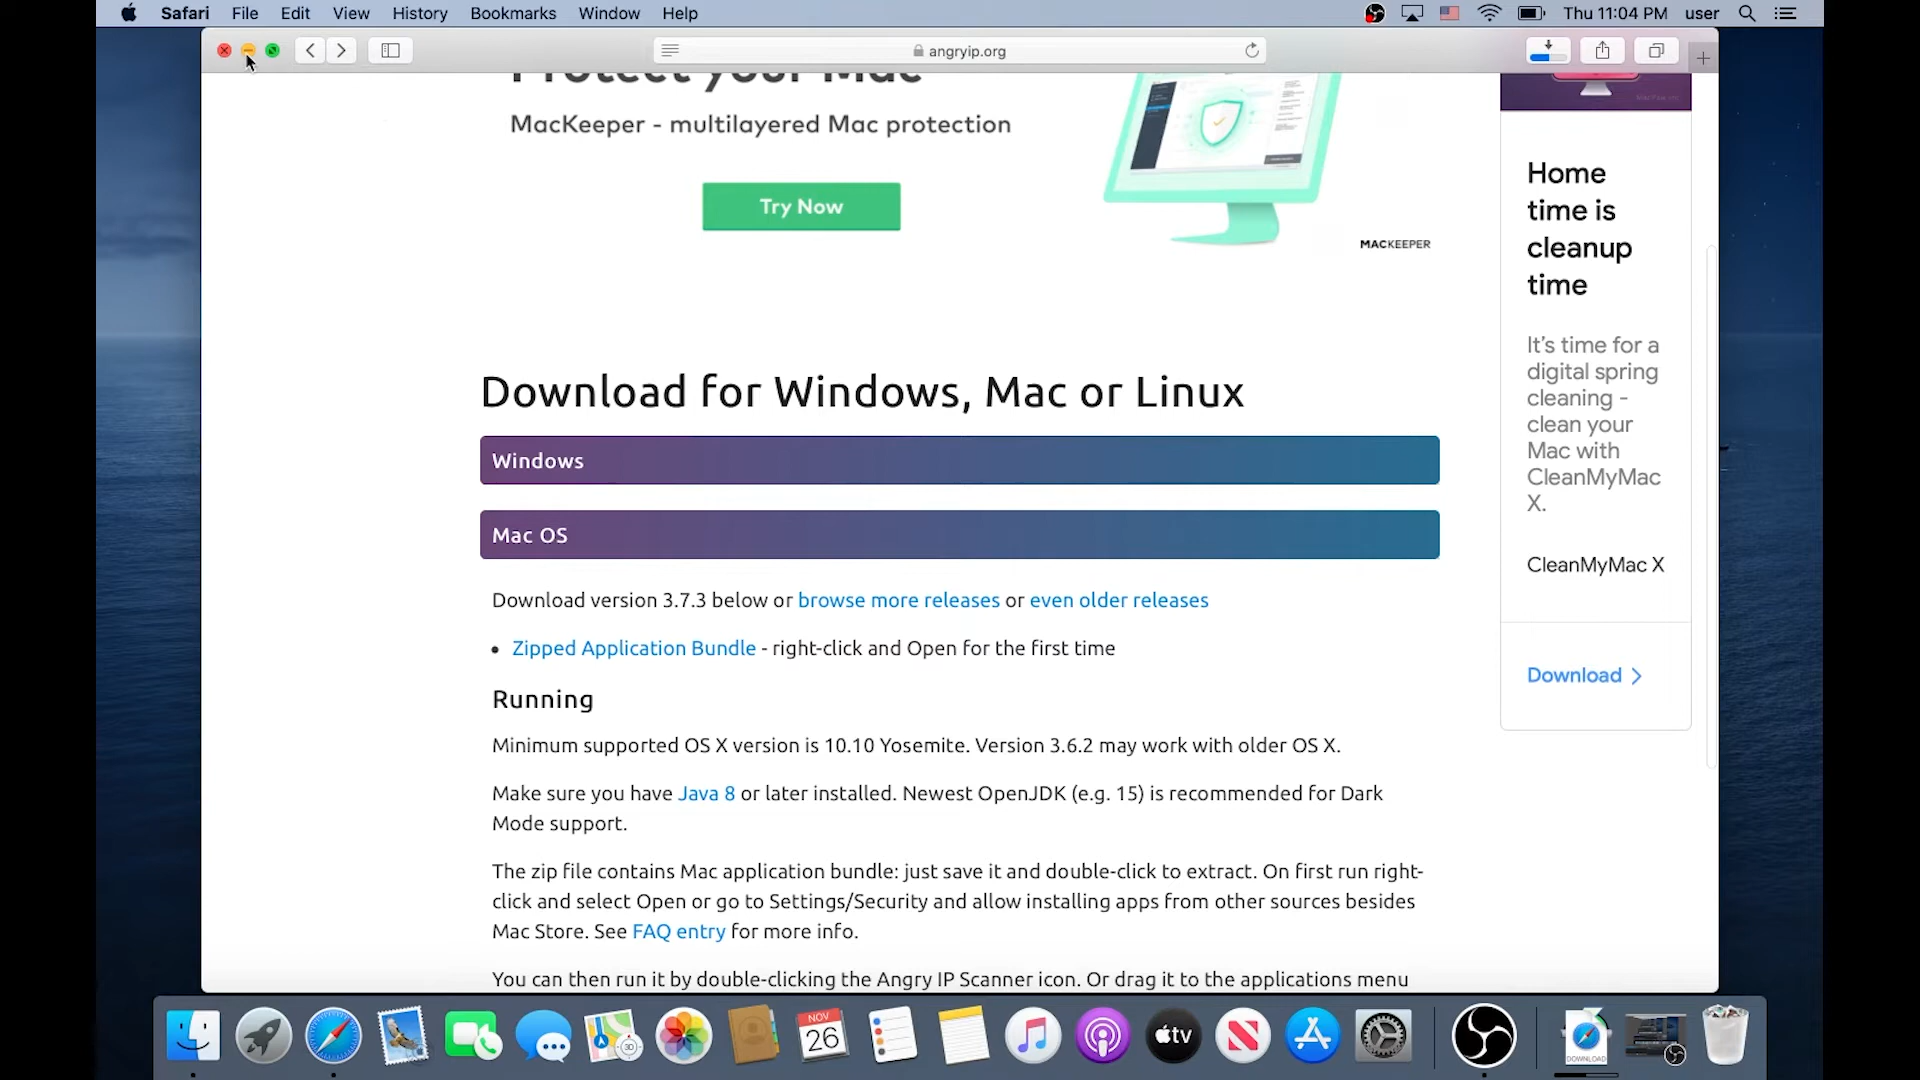 Safari File Edit View History Bookmarks Window Help Thu 11:04 PM user
angryip.org
Protect your Mac
MacKeeper - multilayered Mac protection
Try Now
MACKEEPER
Home
time is
cleanup
time
It’s time for a
digital spring
cleaning -
clean your
Mac with
CleanMyMac
X.
CleanMyMac X
Download >
Download for Windows, Mac or Linux
Windows
Mac OS
Download version 3.7.3 below or browse more releases or even older releases
• Zipped Application Bundle - right-click and Open for the first time
Running
Minimum supported OS X version is 10.10 Yosemite. Version 3.6.2 may work with older OS X.
Make sure you have Java 8 or later installed. Newest OpenJDK (e.g. 15) is recommended for Dark
Mode support.
The zip file contains Mac application bundle: just save it and double-click to extract. On first run right-
click and select Open or go to Settings/Security and allow installing apps from other sources besides
Mac Store. See FAQ entry for more info.
You can then run it by double-clicking the Angry IP Scanner icon. Or drag it to the applications menu
3D
NOV
26
tv
DOWNLOAD